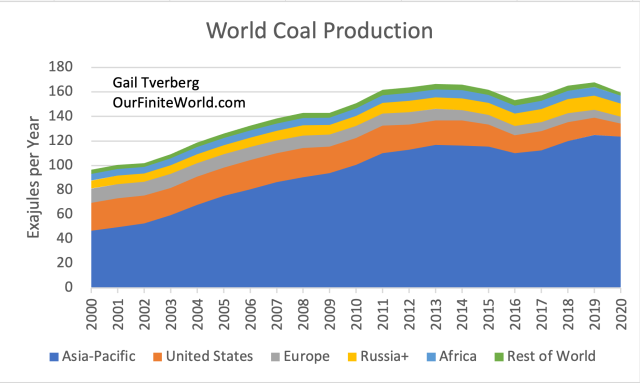 World Coal Production
Gail Tverberg
OurFiniteWorld.com
Exajules per Year
180
160
140
120
100
80
60
40
20
0
2000 2001 2002 2003 2004 2005 2006 2007 2008 2009 2010 2011 2012 2013 2014 2015 2016 2017 2018 2019 2020
Asia-Pacific United States Europe Russia+ Africa Rest of World